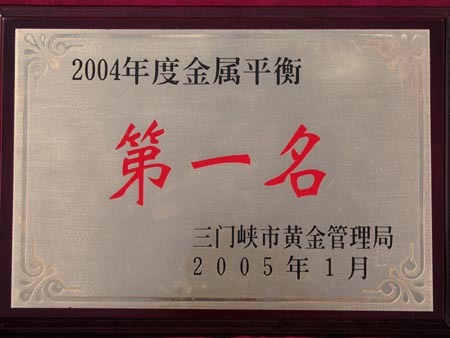 2004年度金属平衡
第一名
三门峡市黄金管理局
2005年1月